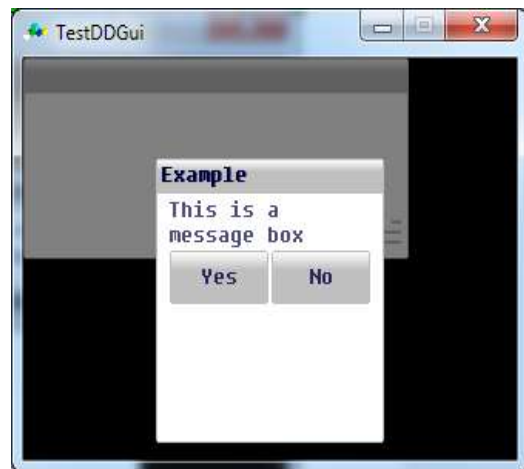 TestDDGui
Example
This is a
message box
Yes No